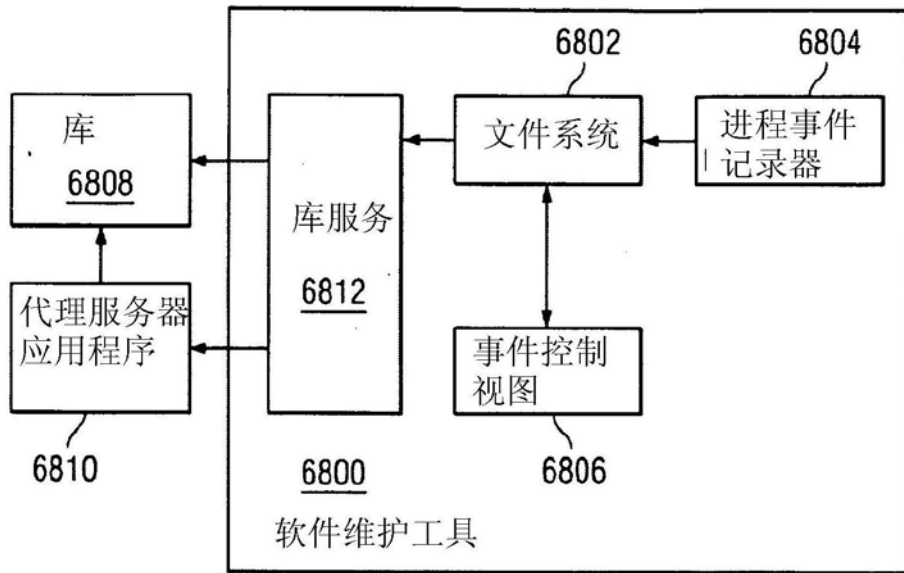 6802
6804
库
6808
库服务
6812
文件系统
进程事件
记录器
代理服务器
应用程序
事件控制
视图
6810
6806
6800
软件维护工具